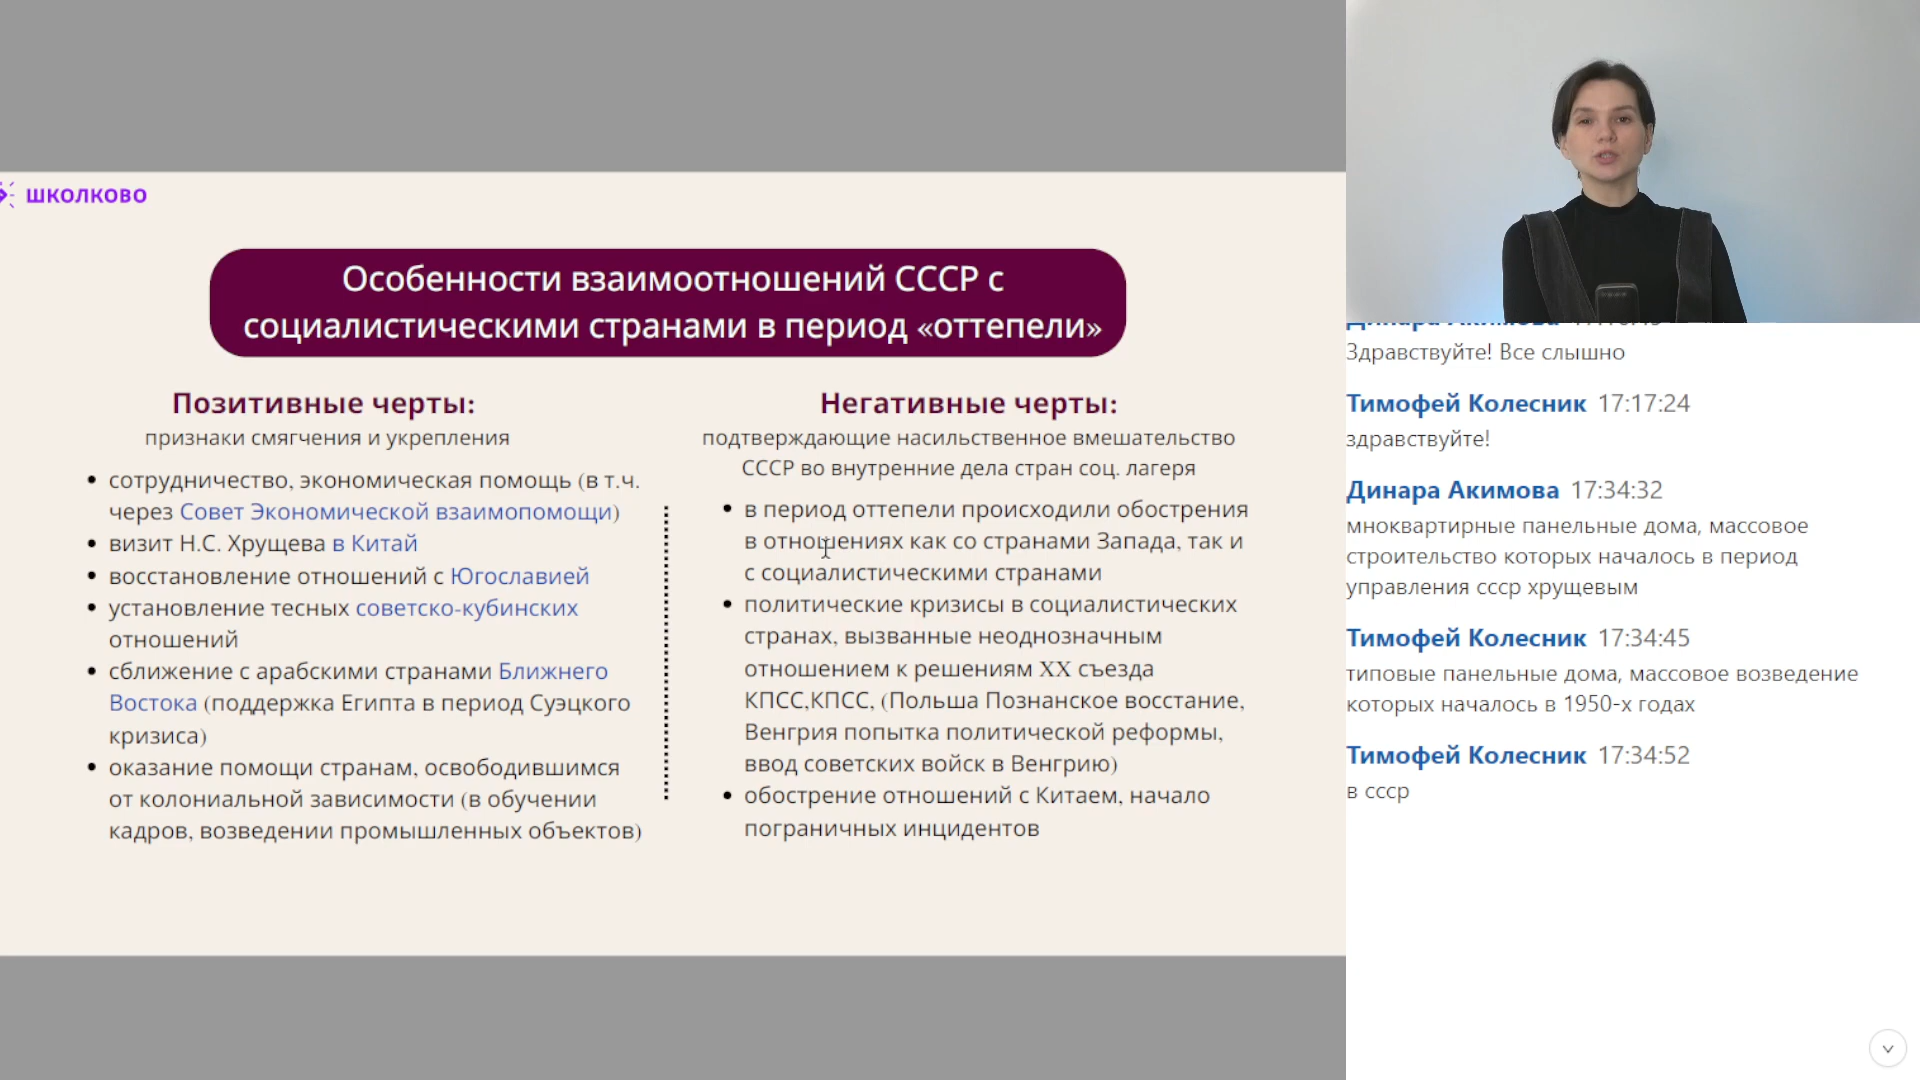 ШКОЛКОВО
Особенности взаимоотношений СССР с
социалистическими странами в период «оттепели»
Позитивные черты:
признаки смягчения и укрепления
• сотрудничество, экономическая помощь (в т.ч.
через Совет Экономической взаимопомощи)
• визит Н.С. Хрущева в Китай
• восстановление отношений с Югославией
• установление тесных советско-кубинских
отношений
• сближение с арабскими странами Ближнего
Востока (поддержка Египта в период Суэцкого
кризиса)
• оказание помощи странам, освободившимся
от колониальной зависимости (в обучении
кадров, возведении промышленных объектов)
Негативные черты:
подтверждающие насильственное вмешательство
СССР во внутренние дела стран соц. лагеря
• в период оттепели происходили обострения
в отношениях как со странами Запада, так и
с социалистическими странами
• политические кризисы в социалистических
странах, вызванные неоднозначным
отношением к решениям XX съезда
КПСС,КПСС, (Польша Познанское восстание,
Венгрия попытка политической реформы,
ввод советских войск в Венгрию)
• обострение отношений с Китаем, начало
пограничных инцидентов
Динара Акимова
Здравствуйте! Все слышно
Тимофей Колесник 17:17:24
здравствуйте!
Динара Акимова 17:34:32
мноквартирные панельные дома, массовое
строительство которых началось в период
управления ссср хрущевым
Тимофей Колесник 17:34:45
типовые панельные дома, массовое возведение
которых началось в 1950-х годах
Тимофей Колесник 17:34:52
в ссср